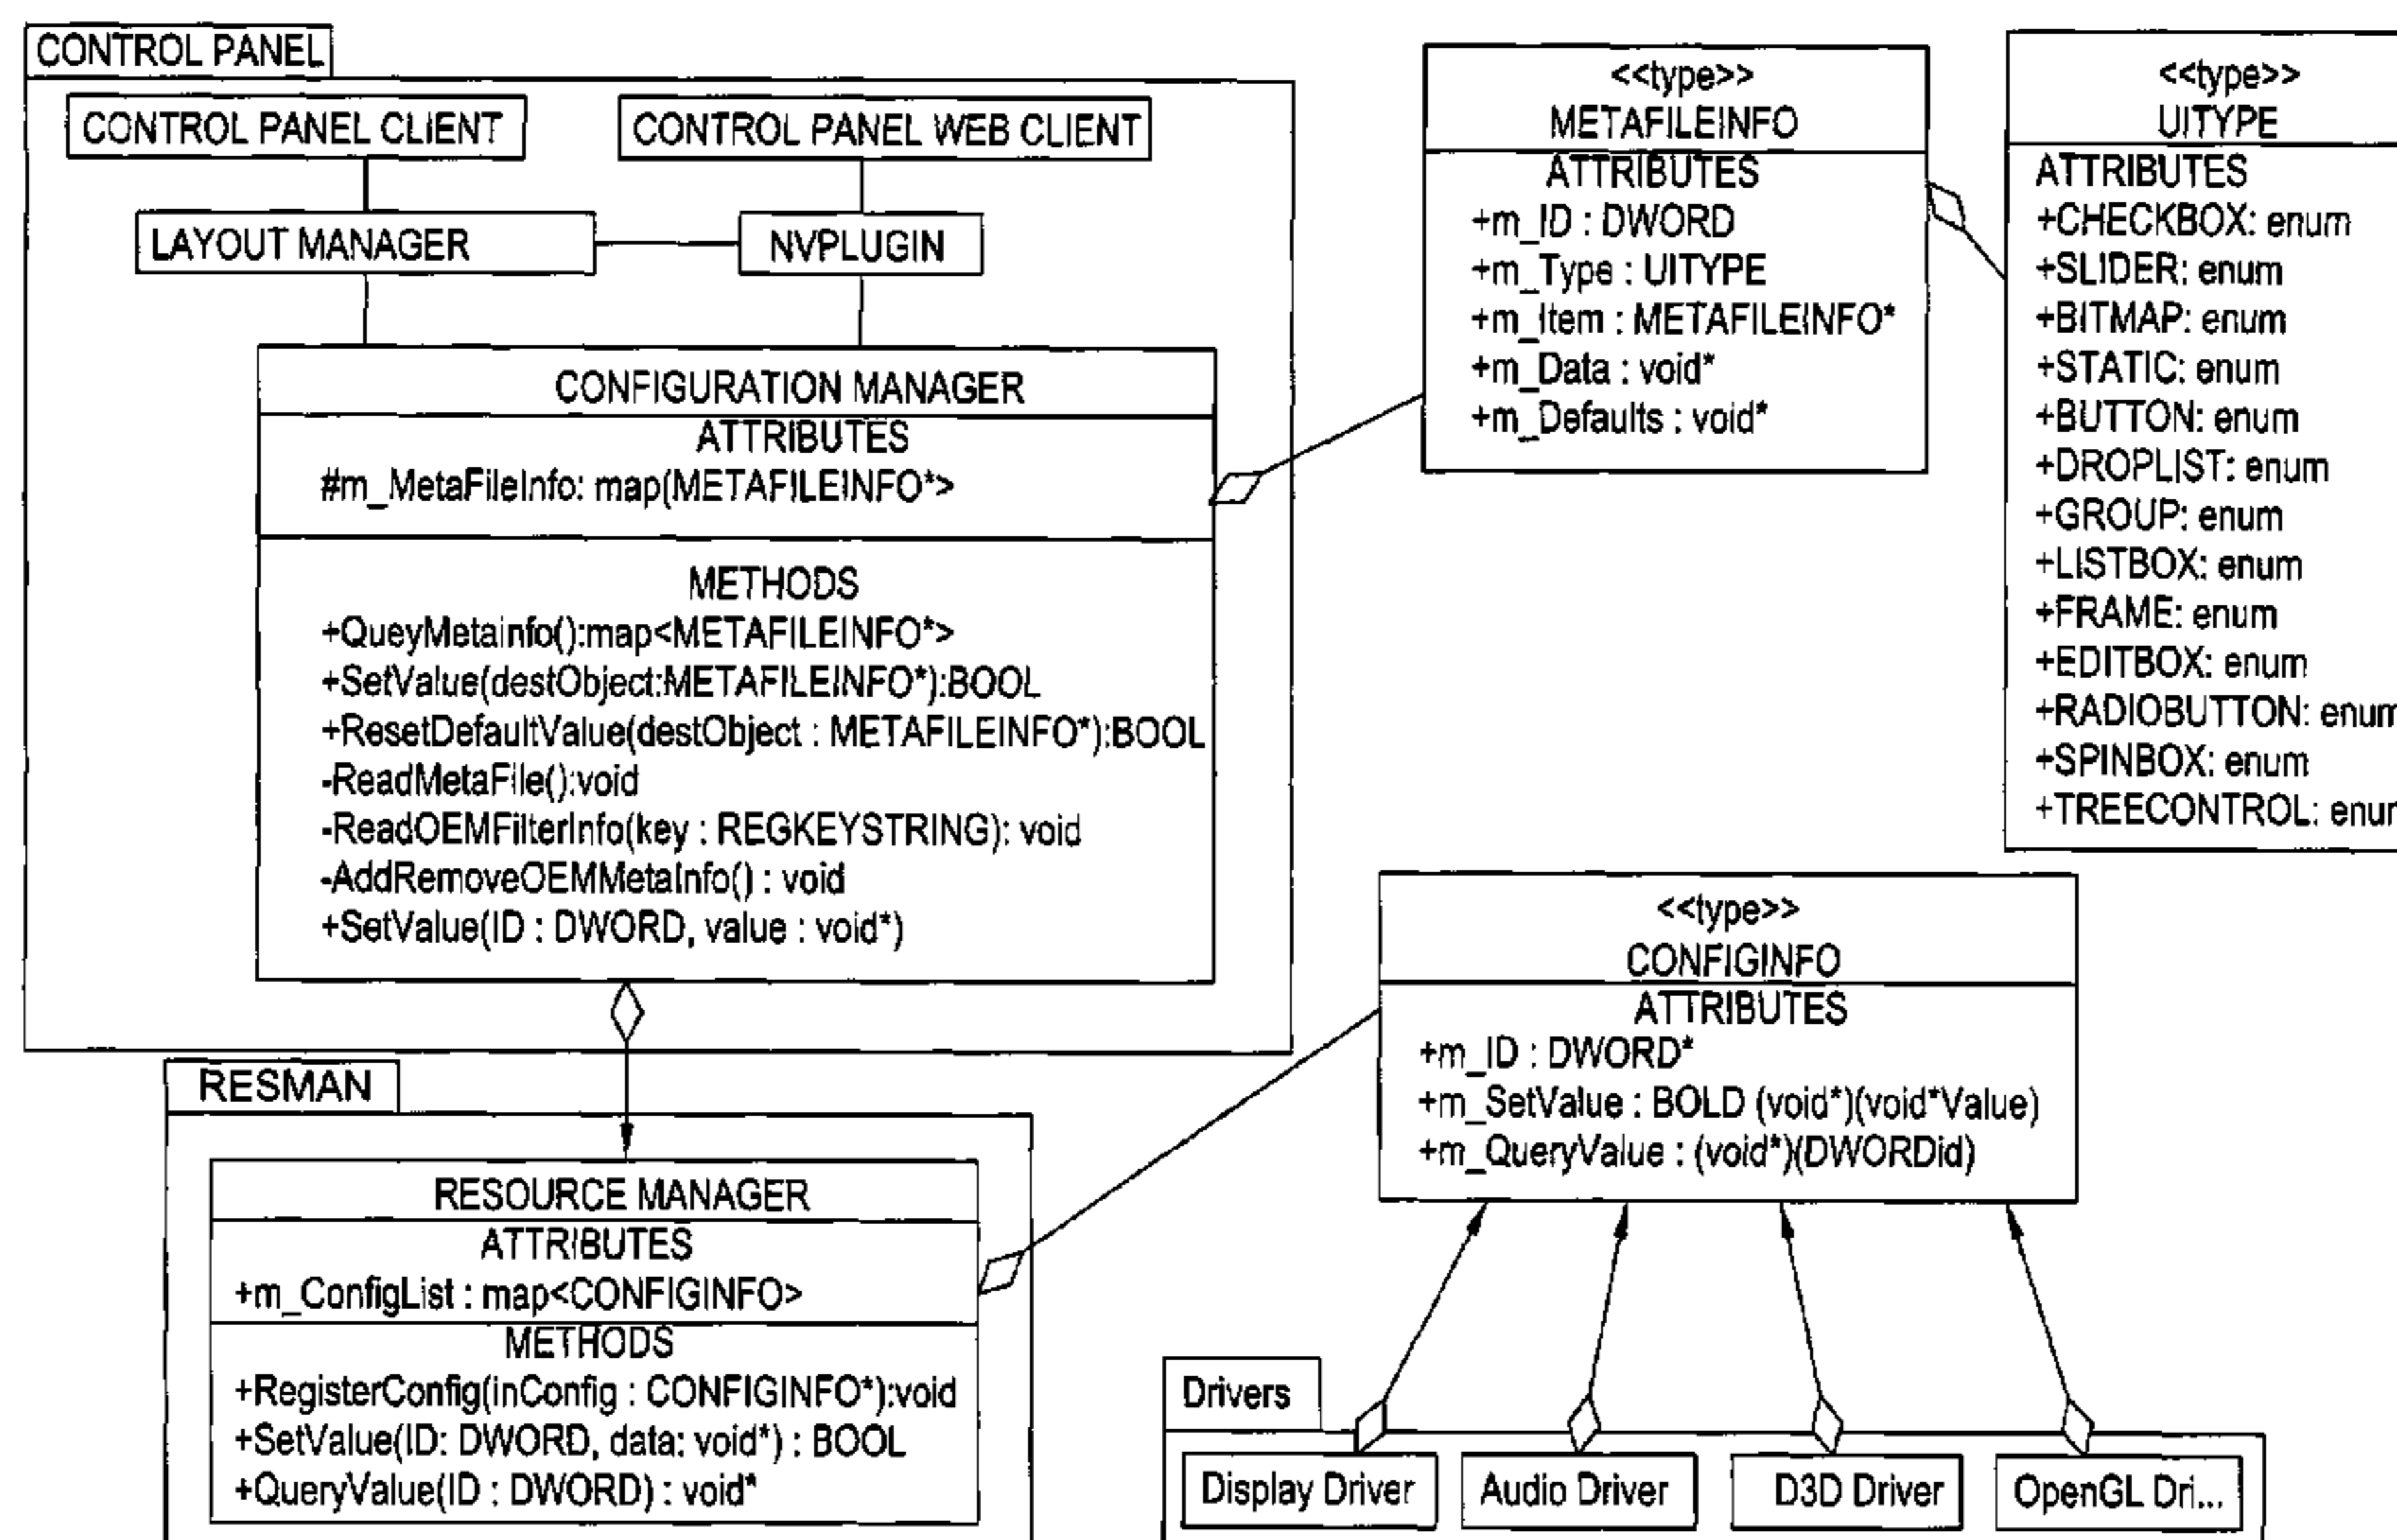 CONTROL PANEL
CONTROL PANEL CLIENT
CONTROL PANEL WEB CLIENT
LAYOUT MANAGER
NVPLUGIN
CONFIGURATION MANAGER
ATTRIBUTES
#m_MetaFileInfo: map(METAFILEINFO*>
METHODS
+QueyMetainfo():map<METAFILEINFO*>
+SetValue(destObject:METAFILEINFO*):BOOL
+ResetDefaultValue(destObject : METAFILEINFO*):BOOL
-ReadMetaFile():void
-ReadOEMFilterInfo(key : REGKEYSTRING): void
-AddRemoveOEMMetaInfo() : void
+SetValue(ID : DWORD, value : void*)
<<type>>
METAFILEINFO
ATTRIBUTES
+m_ID : DWORD
+m_Type : UITYPE
+m_Item : METAFILEINFO*
+m_Data : void*
+m_Defaults : void*
<<type>>
UITYPE
ATTRIBUTES
+CHECKBOX: enum
+SLIDER: enum
+BITMAP: enum
+STATIC: enum
+BUTTON: enum
+DROPLIST: enum
+GROUP: enum
+LISTBOX: enum
+FRAME: enum
+EDITBOX: enum
+RADIOBUTTON: enum
+SPINBOX: enum
+TREECONTROL: enum
<<type>>
CONFIGINFO
ATTRIBUTES
+m_ID : DWORD*
+m_SetValue : BOLD (void*)(void*Value)
+m_QueryValue : (void*)(DWORDid)
RESMAN
RESOURCE MANAGER
ATTRIBUTES
+m_ConfigList : map<CONFIGINFO>
METHODS
+RegisterConfig(inConfig : CONFIGINFO*):void
+SetValue(ID: DWORD, data: void*) : BOOL
+QueryValue(ID : DWORD) : void*
Drivers
Display Driver
Audio Driver
D3D Driver
OpenGL Dri...